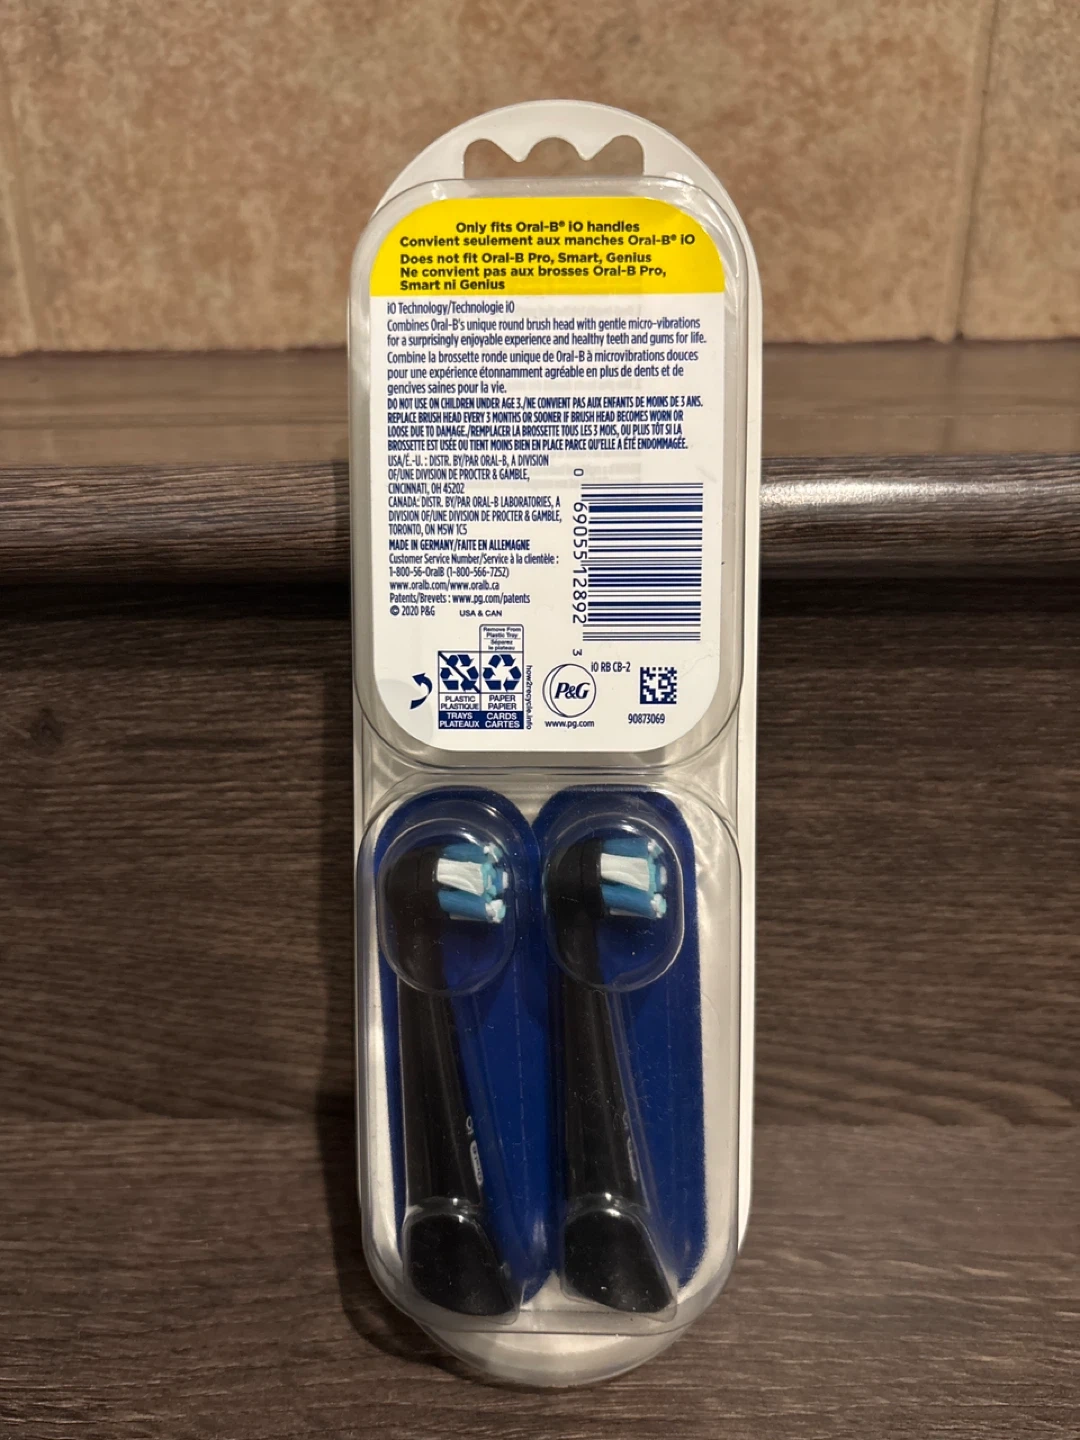 Only fits Oral-B® iO handles
Convient seulement aux manches Oral-B® iO
Does not fit Oral-B Pro, Smart, Genius
Ne convient pas aux brosses Oral-B Pro,
Smart ni Genius
iO Technology/Technologie iO
Combines Oral-B's unique round brush head with gentle micro-vibrations
for a surprisingly enjoyable experience and healthy teeth and gums for life.
Combine la brossette ronde unique de Oral-B à microvibrations douces
pour une expérience étonnamment agréable en plus de dents et de
gencives saines pour la vie.
DO NOT USE ON CHILDREN UNDER AGE 3./NE CONVIENT PAS AUX ENFANTS DE MOINS DE 3 ANS.
REPLACE BRUSH HEAD EVERY 3 MONTHS OR SOONER IF BRUSH HEAD BECOMES WORN OR
LOOSE DUE TO DAMAGE./REMPLACER LA BROSSETTE TOUS LES 3 MOIS, OU PLUS TÔT SI LA
BROSSETTE EST USÉE OU TIENT MOINS BIEN EN PLACE PARCE QU'ELLE A ÉTÉ ENDOMMAGÉE.
USA/É.-U. : DISTR. BY/PAR ORAL-B, A DIVISION
OF/UNE DIVISION DE PROCTER & GAMBLE,
CINCINNATI, OH 45202
CANADA: DISTR. BY/PAR ORAL-B LABORATORIES, A
DIVISION OF/UNE DIVISION DE PROCTER & GAMBLE,
TORONTO, ON M5W 1C5
MADE IN GERMANY/FAITE EN ALLEMAGNE
Customer Service Number/Service à la clientèle :
1-800-56-OralB (1-800-566-7252)
www.oralb.com/www.oralb.ca
Patents/Brevets : www.pg.com/patents
© 2020 P&G USA & CAN
0 69055 12892 3
Remove From
Plastic Tray
Séparez
le plateau
PLASTIC
PLASTIQUE
TRAYS
PLATEAUX
PAPER
PAPIER
CARDS
CARTES
how2recycle.info
P&G
www.pg.com
iO RB CB-2
90873069
iO
Oral-B